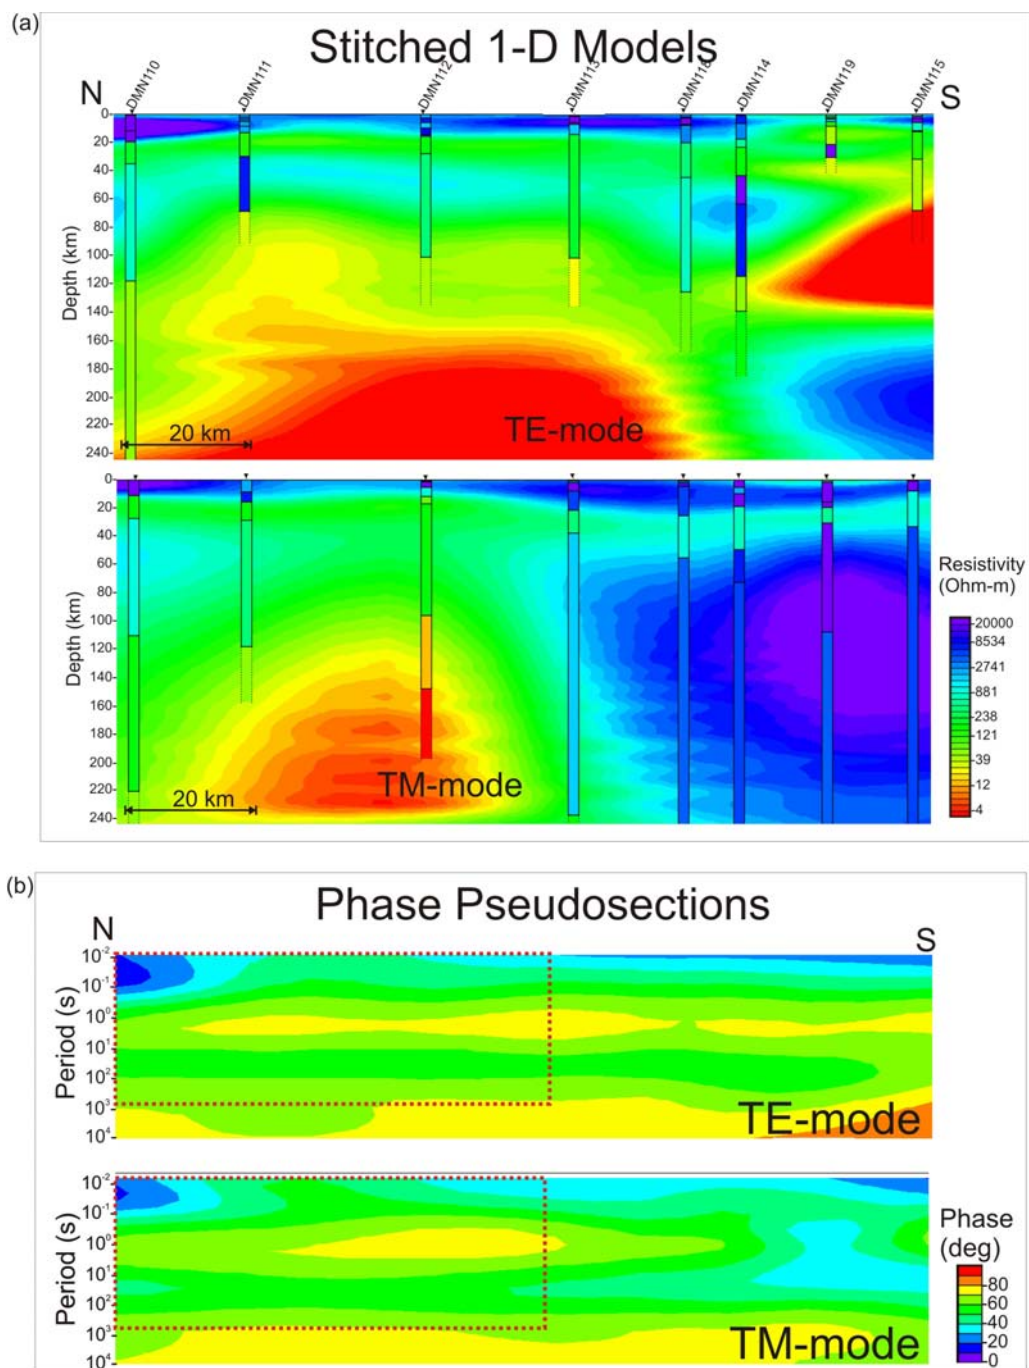 (a)
Stitched 1-D Models
N
DMN110
DMN111
DMN112
DMN113
DMN118
DMN114
DMN119
DMN115
S
0
20
40
60
80
100
120
140
160
180
200
220
240
Depth (km)
20 km
TE-mode
0
20
40
60
80
100
120
140
160
180
200
220
240
Depth (km)
20 km
TM-mode
Resistivity
(Ohm-m)
20000
8534
2741
881
238
121
39
12
4
(b)
Phase Pseudosections
N
S
10-2
10-1
100
101
102
103
104
Period (s)
TE-mode
10-2
10-1
100
101
102
103
104
Period (s)
TM-mode
Phase
(deg)
80
60
40
20
0